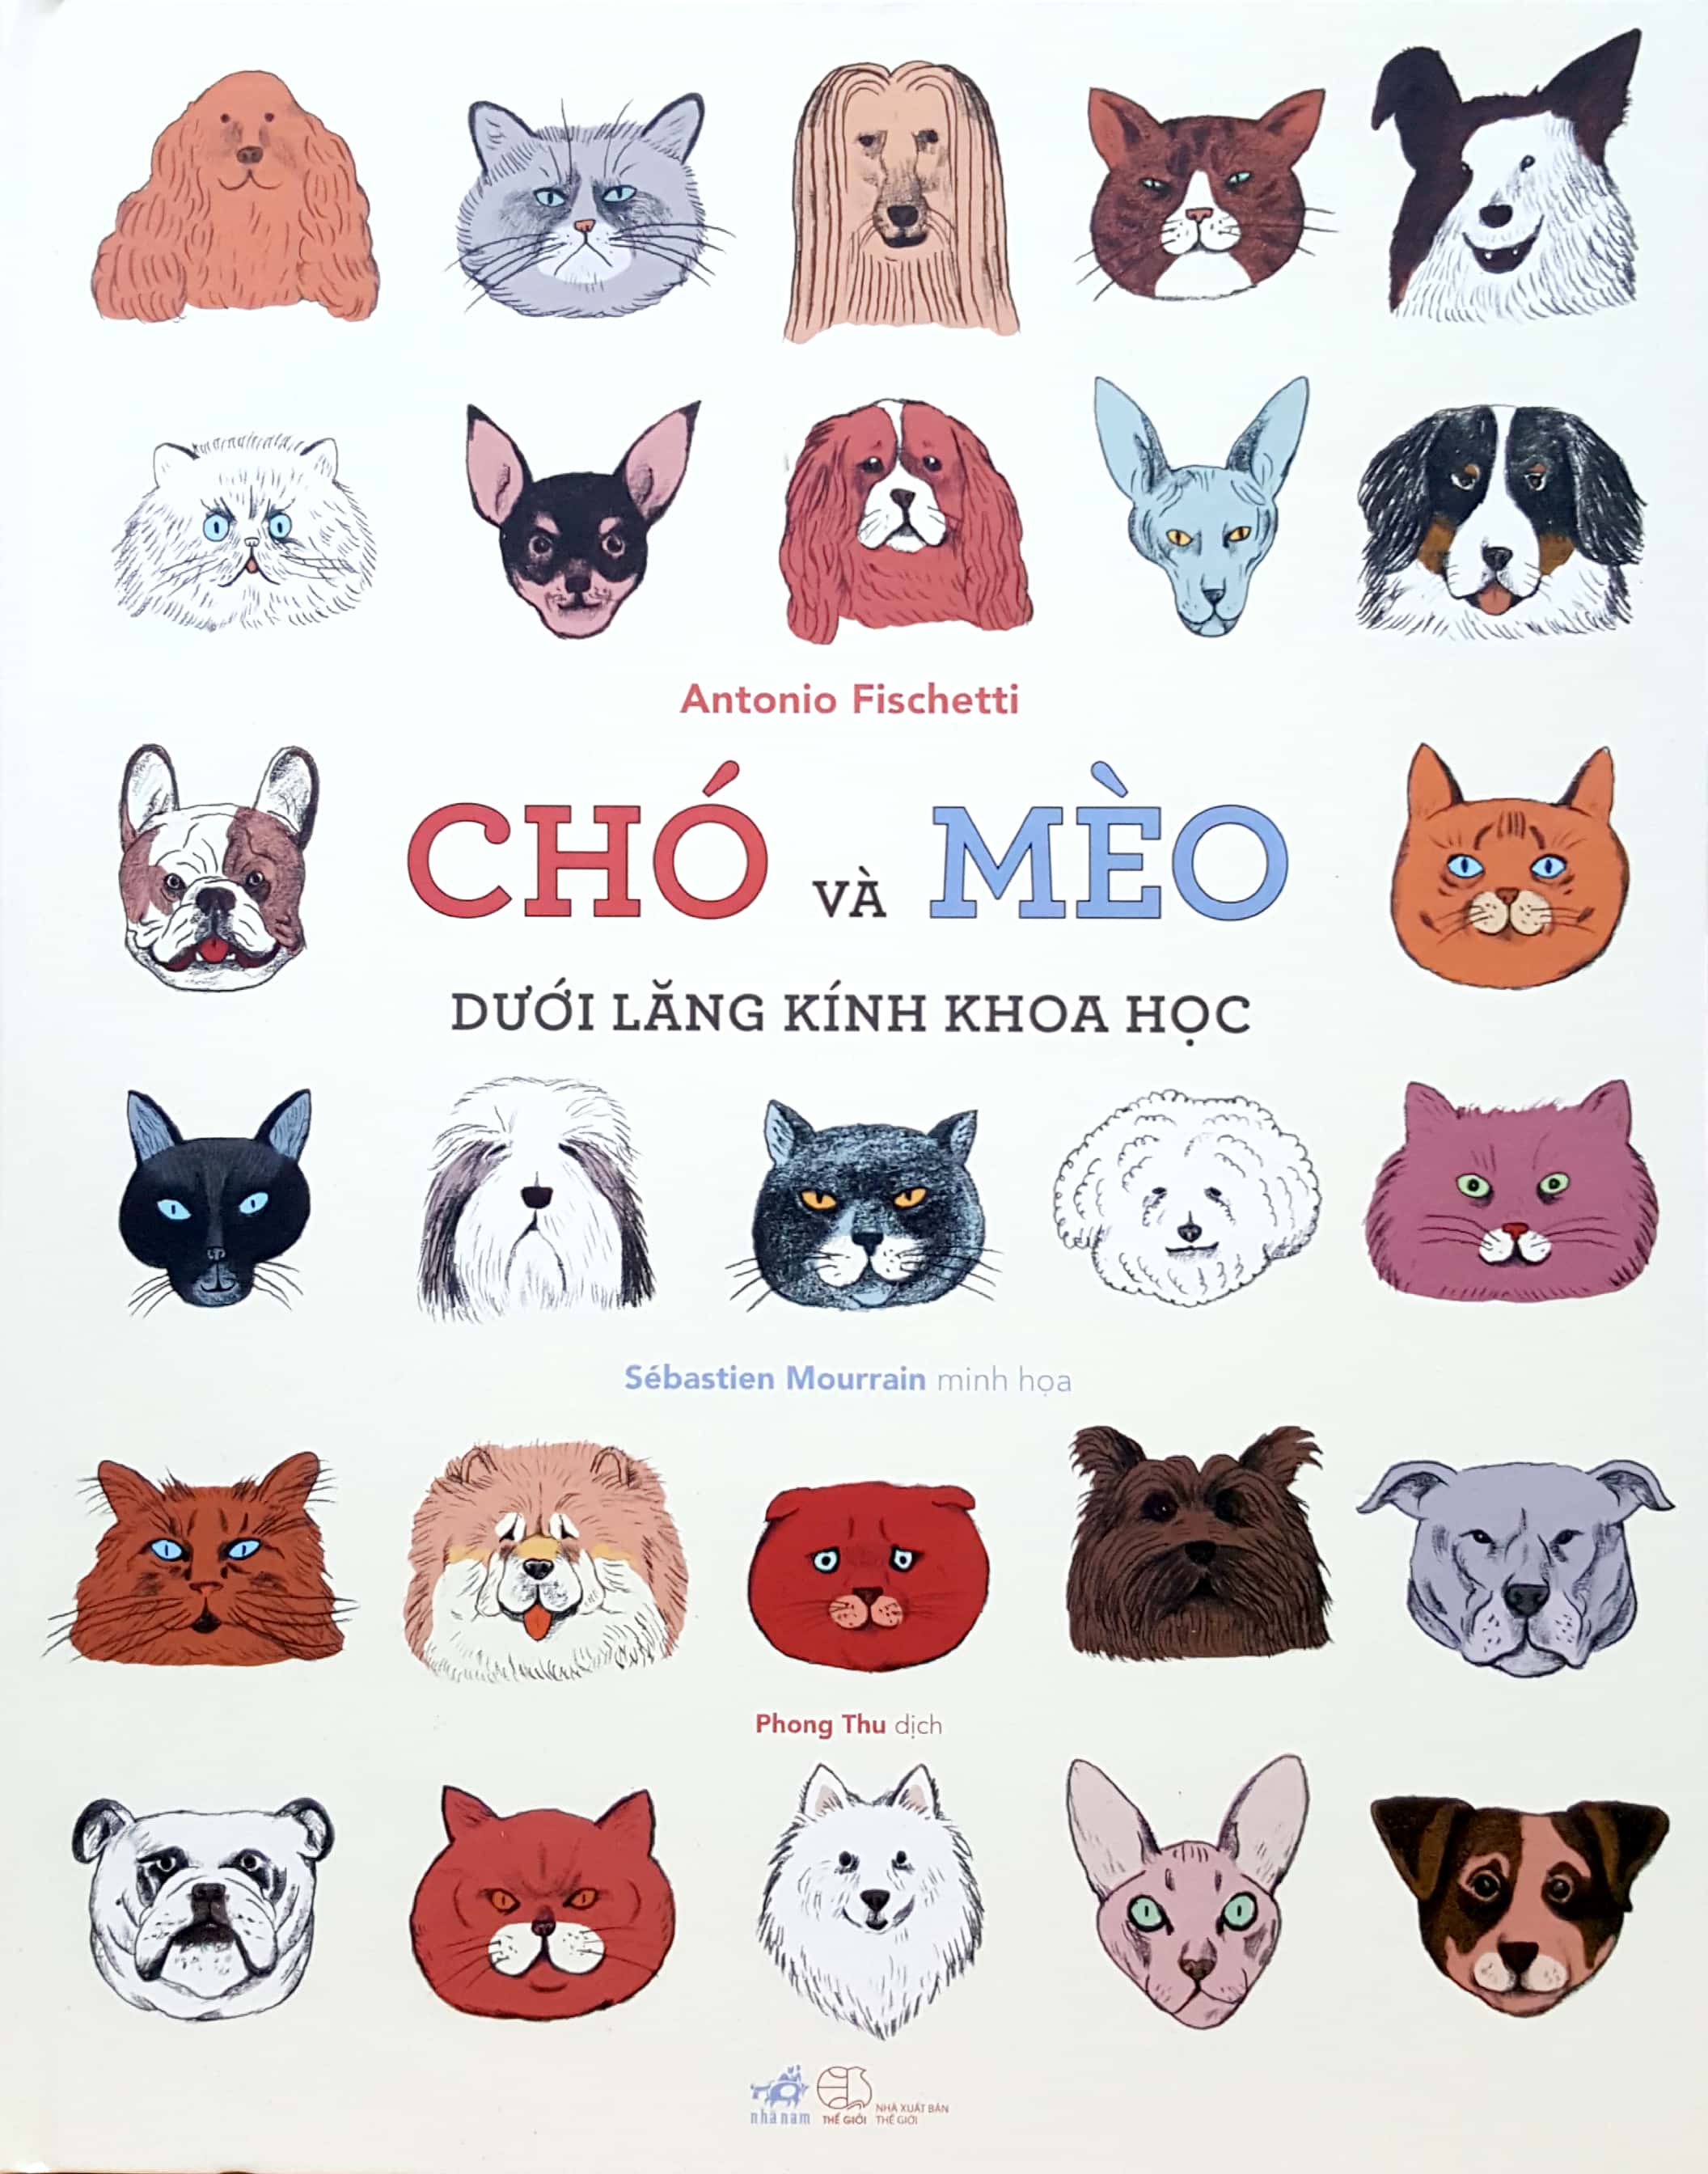 Antonio Fischetti
CHÓ VÀ MÈO
DƯỚI LĂNG KÍNH KHOA HỌC
Sébastien Mourrain minh họa
Phong Thu dịch
nhã nam
THẾ GIỚI
NHÀ XUẤT BẢN
THẾ GIỚI